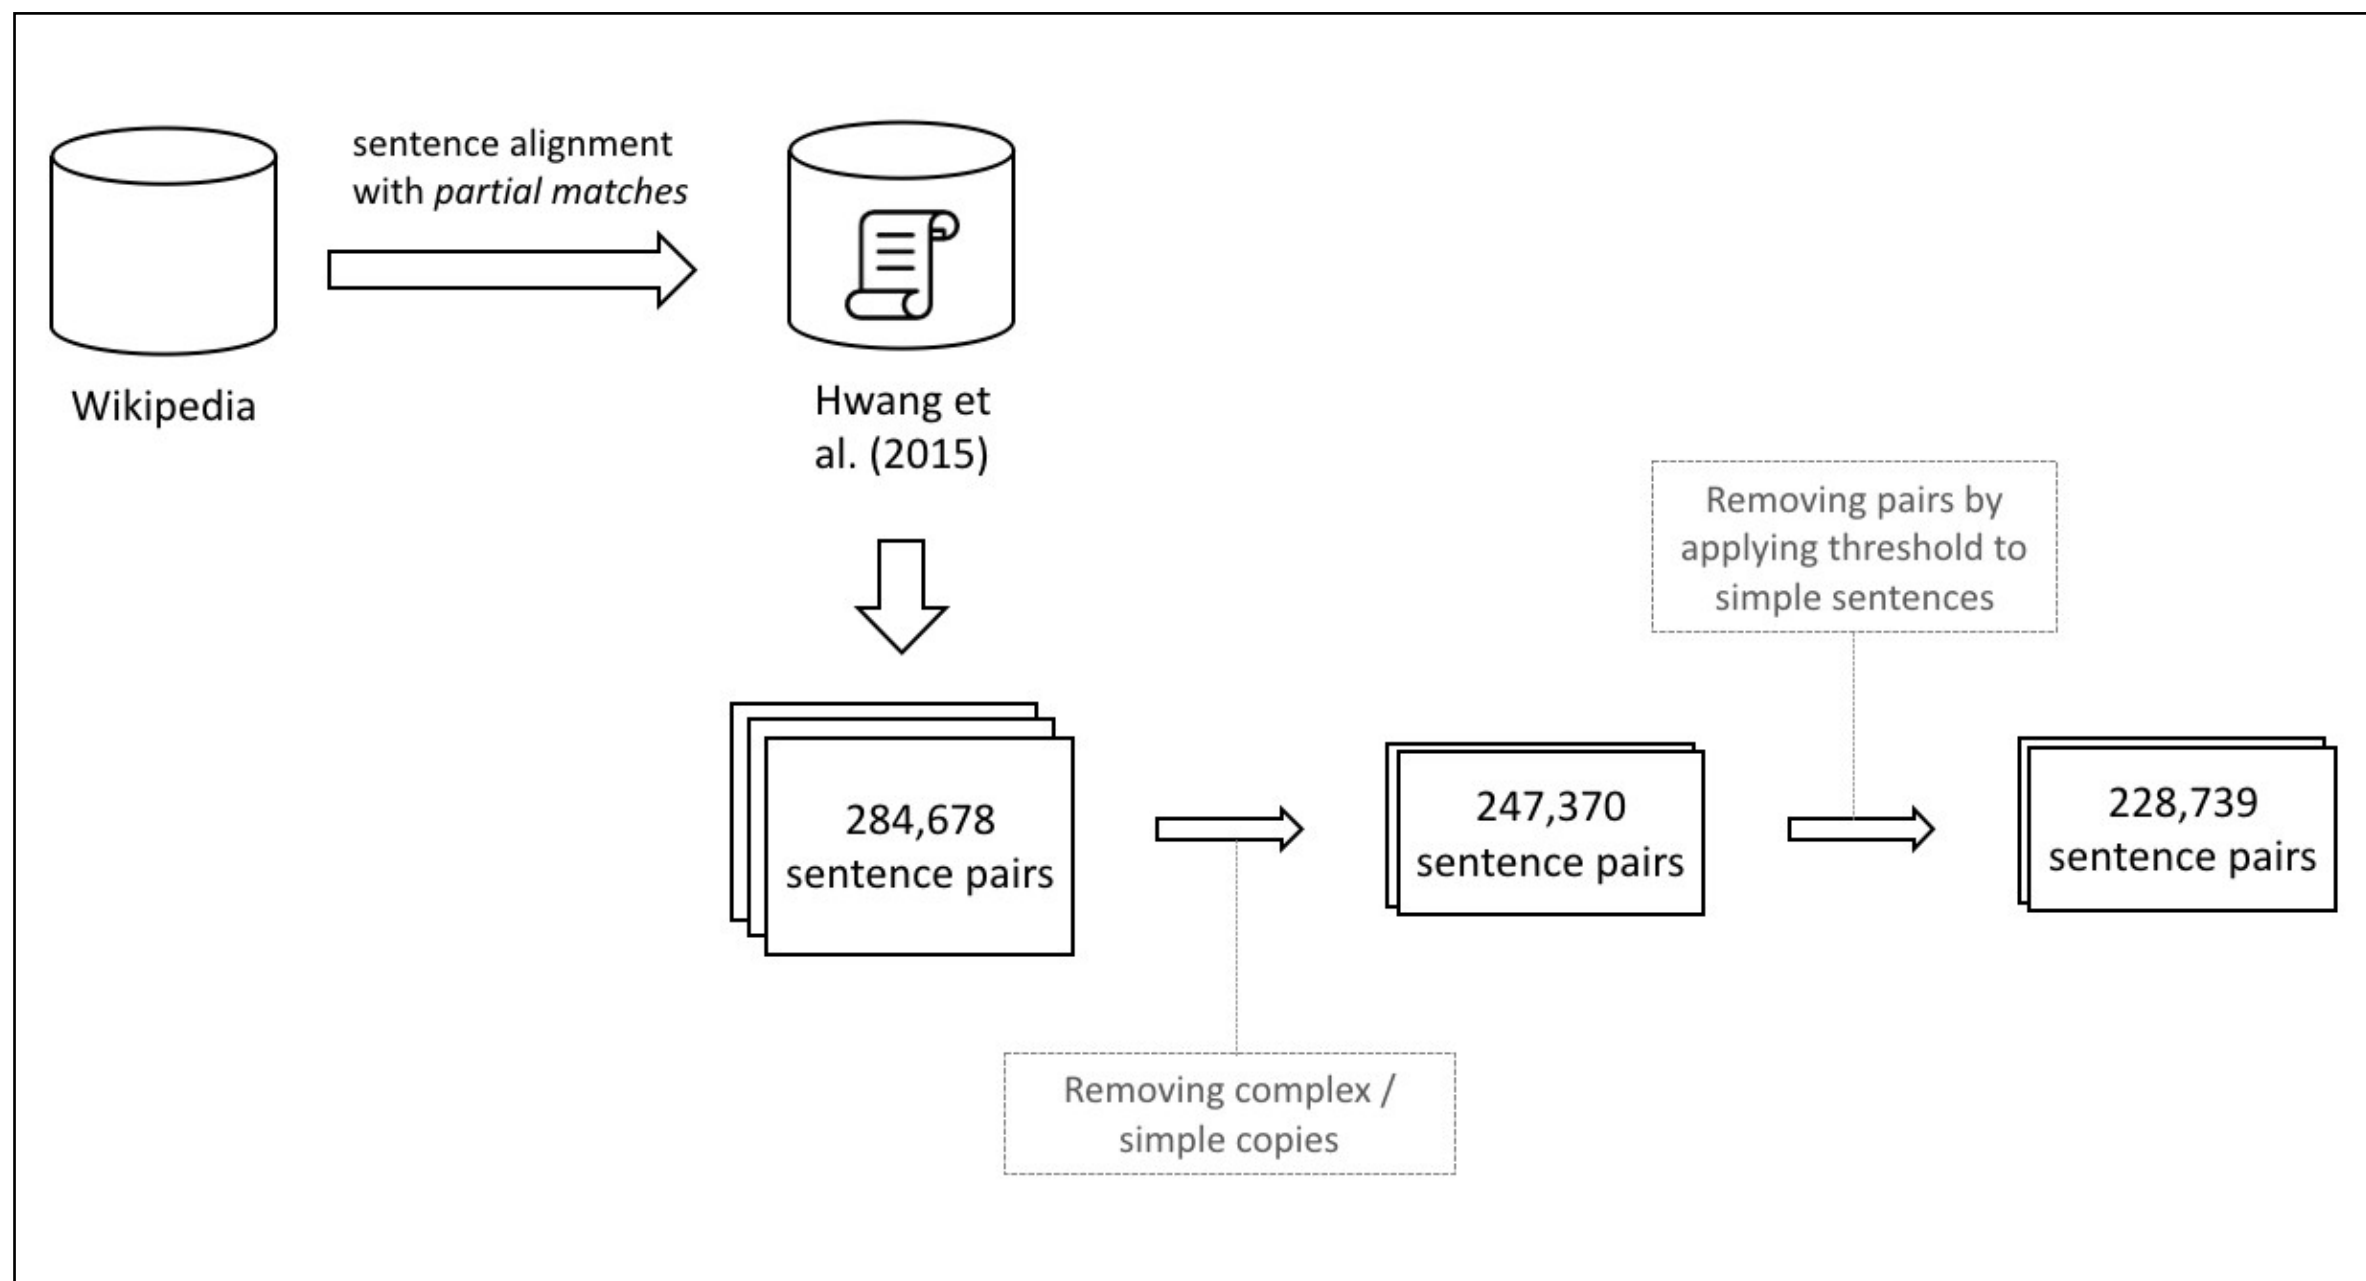 sentence alignment
with partial matches
Wikipedia
Hwang et
al. (2015)
Removing pairs by
applying threshold to
simple sentences
284,678
sentence pairs
247,370
sentence pairs
228,739
sentence pairs
Removing complex /
simple copies